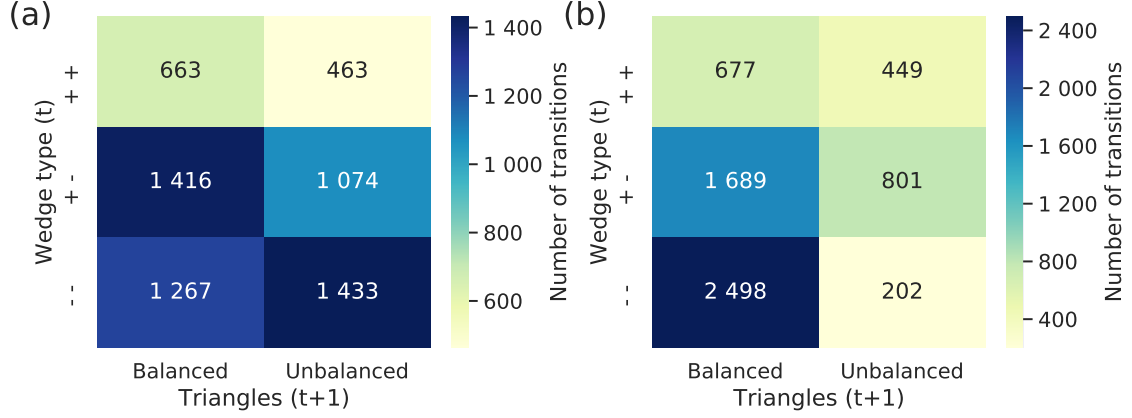 (a)
Wedge type (t)
+ +
+ -
- -
663 463
1 416 1 074
1 267 1 433
Balanced Unbalanced
Triangles (t+1)
1 400
1 200
1 000
800
600
Number of transitions
(b)
Wedge type (t)
+ +
+ -
- -
677 449
1 689 801
2 498 202
Balanced Unbalanced
Triangles (t+1)
2 400
2 000
1 600
1 200
800
400
Number of transitions